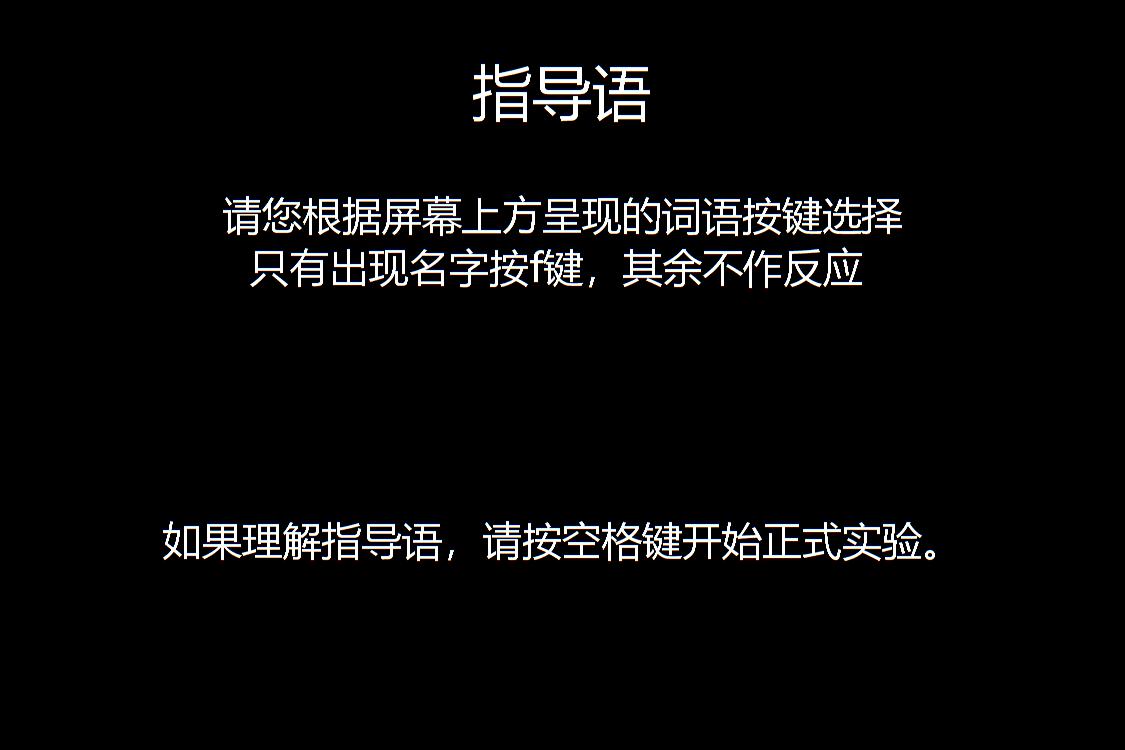 指导语
请您根据屏幕上方呈现的词语按键选择
只有出现名字按f键，其余不作反应
如果理解指导语，请按空格键开始正式实验。